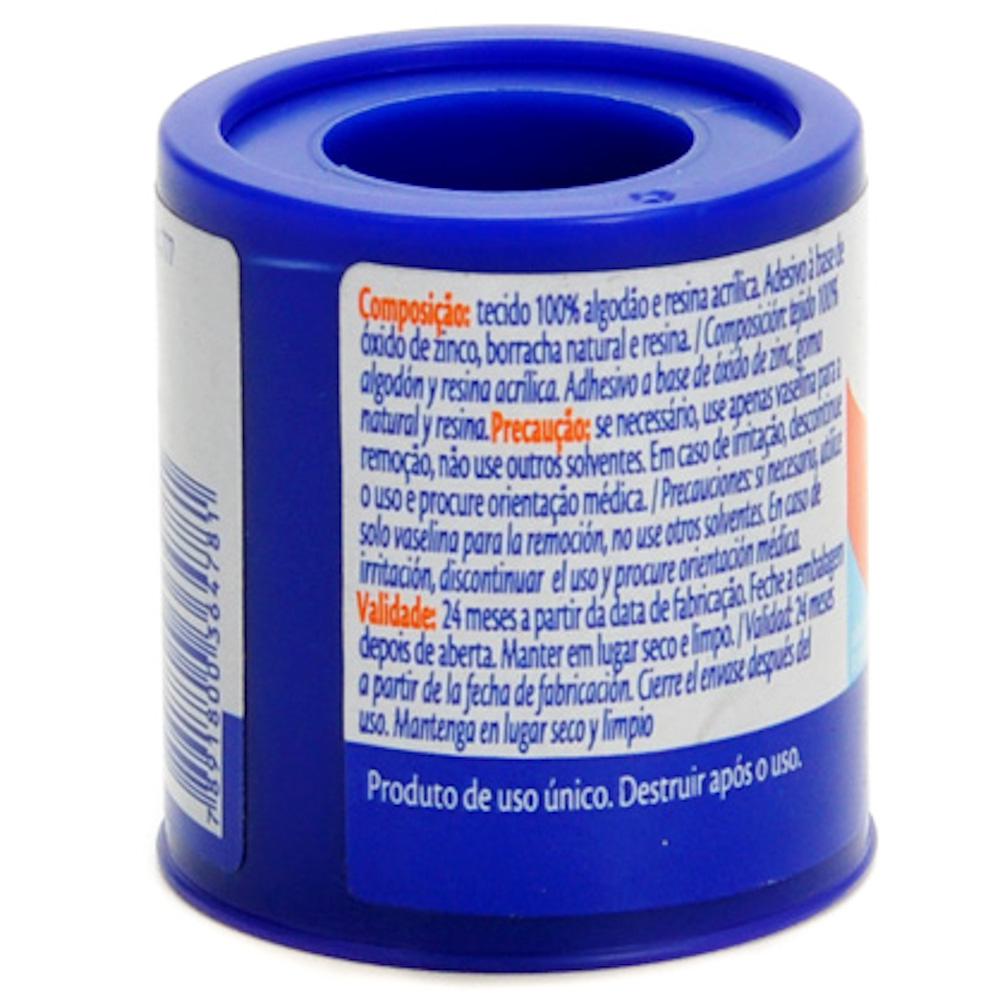 777
Composição: tecido 100% algodão e resina acrílica. Adesivo à base de
óxido de zinco, borracha natural e resina. / Composición: tejido 100%
algodón y resina acrílica. Adhesivo a base de óxido de zinc, goma
natural y resina. Precaução: se necessário, use apenas vaselina para a
remoção, não use outros solventes. Em caso de irritação, descontinue
o uso e procure orientação médica. / Precauciones: si necesario, utilize
solo vaselina para la remoción, no use otros solventes. En caso de
irritación, discontinuar el uso y procure orientación médica.
Validade: 24 meses a partir da data de fabricação. Feche a embalagem
depois de aberta. Manter em lugar seco e limpo. / Validad: 24 meses
a partir de la fecha de fabricación. Cierre el envase después del
uso. Mantenga en lugar seco y limpio
Produto de uso único. Destruir após o uso.
7 891800 364781